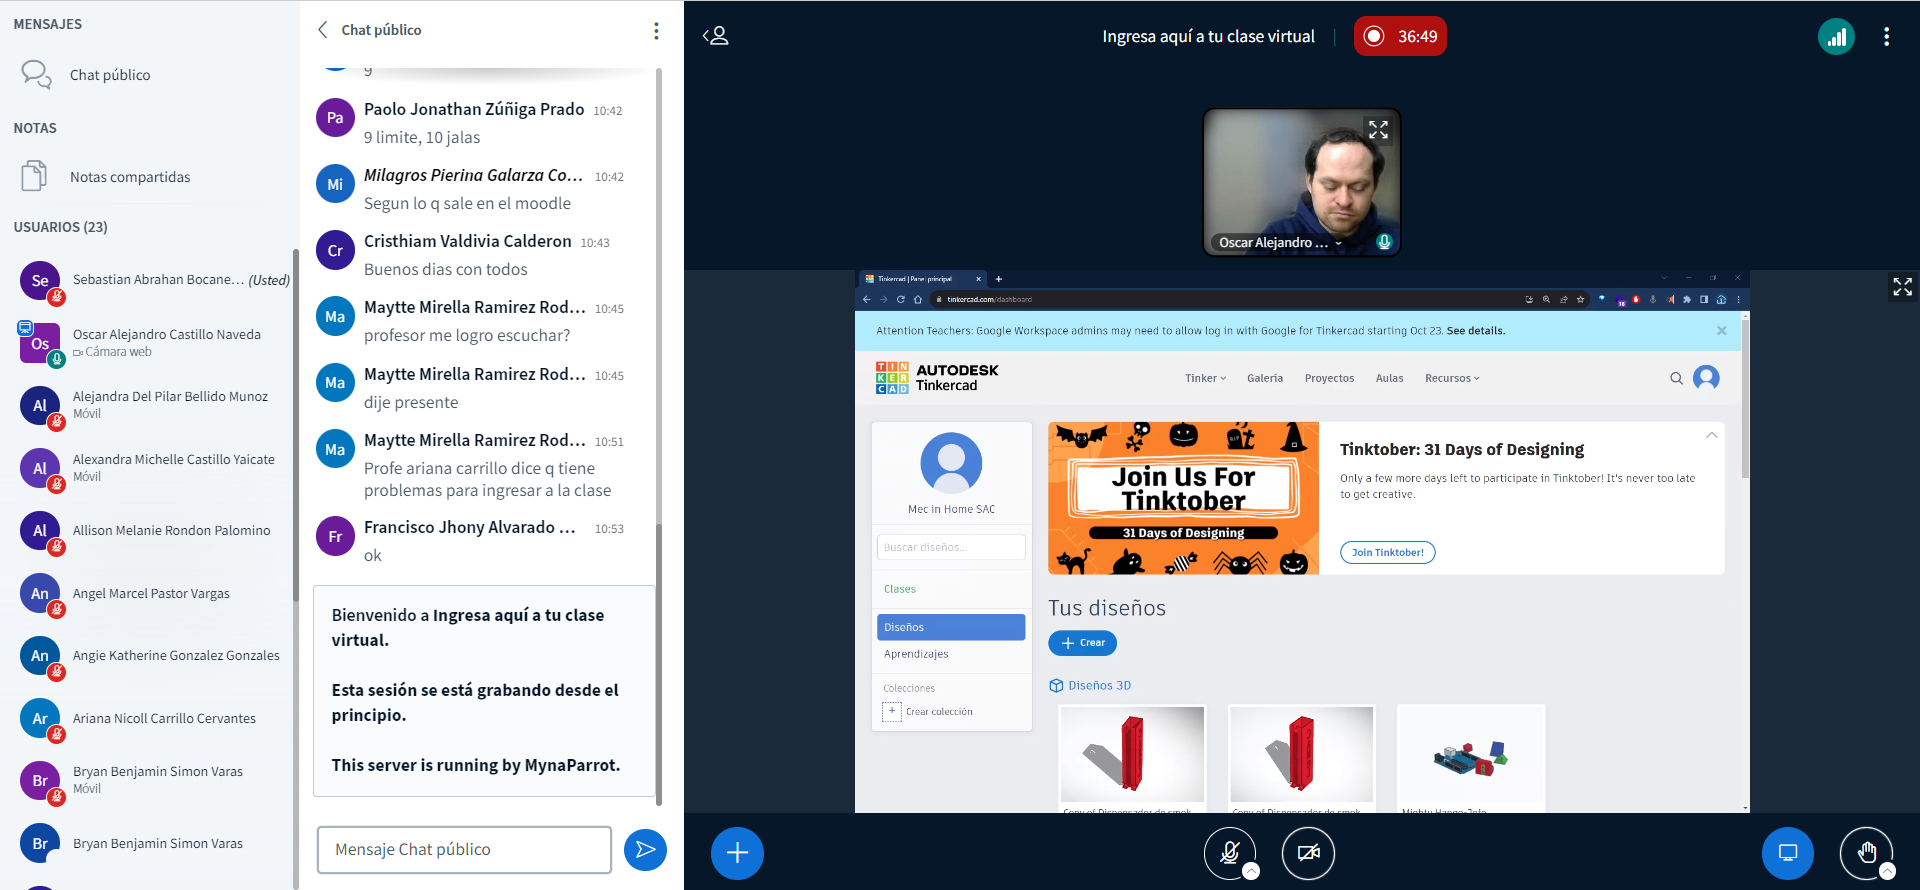 MENSAJES
Chat público
NOTAS
Notas compartidas
USUARIOS (23)
Se
Sebastian Abrahan Bocane... (Usted)
Os
Oscar Alejandro Castillo Naveda
Cámara web
Al
Alejandra Del Pilar Bellido Munoz
Móvil
Al
Alexandra Michelle Castillo Yaicate
Móvil
Al
Allison Melanie Rondon Palomino
An
Angel Marcel Pastor Vargas
An
Angie Katherine Gonzalez Gonzales
Ar
Ariana Nicoll Carrillo Cervantes
Br
Bryan Benjamin Simon Varas
Móvil
Br
Bryan Benjamin Simon Varas
Chat público
9
Pa
Paolo Jonathan Zúñiga Prado 10:42
9 limite, 10 jalas
Mi
Milagros Pierina Galarza Co... 10:42
Segun lo q sale en el moodle
Cr
Cristhiam Valdivia Calderon 10:43
Buenos dias con todos
Ma
Maytte Mirella Ramirez Rod... 10:45
profesor me logro escuchar?
Ma
Maytte Mirella Ramirez Rod... 10:45
dije presente
Ma
Maytte Mirella Ramirez Rod... 10:51
Profe ariana carrillo dice q tiene
problemas para ingresar a la clase
Fr
Francisco Jhony Alvarado ... 10:53
ok
Bienvenido a Ingresa aquí a tu clase
virtual.
Esta sesión se está grabando desde el
principio.
This server is running by MynaParrot.
Mensaje Chat público
Ingresa aquí a tu clase virtual
36:49
Oscar Alejandro ...
Tinkercad | Panel principal
tinkercad.com/dashboard
Attention Teachers: Google Workspace admins may need to allow log in with Google for Tinkercad starting Oct 23. See details.
TIN
KER
CAD
AUTODESK
Tinkercad
Tinker
Galería
Proyectos
Aulas
Recursos
Mec in Home SAC
Buscar diseños...
Clases
Diseños
Aprendizajes
Colecciones
+ Crear colección
Join Us For
Tinktober
31 Days of Designing
Tinktober: 31 Days of Designing
Only a few more days left to participate in Tinktober! It's never too late
to get creative.
Join Tinktober!
Tus diseños
+ Crear
Diseños 3D
Copy of Dispensador de smok
Copy of Dispensador de smok